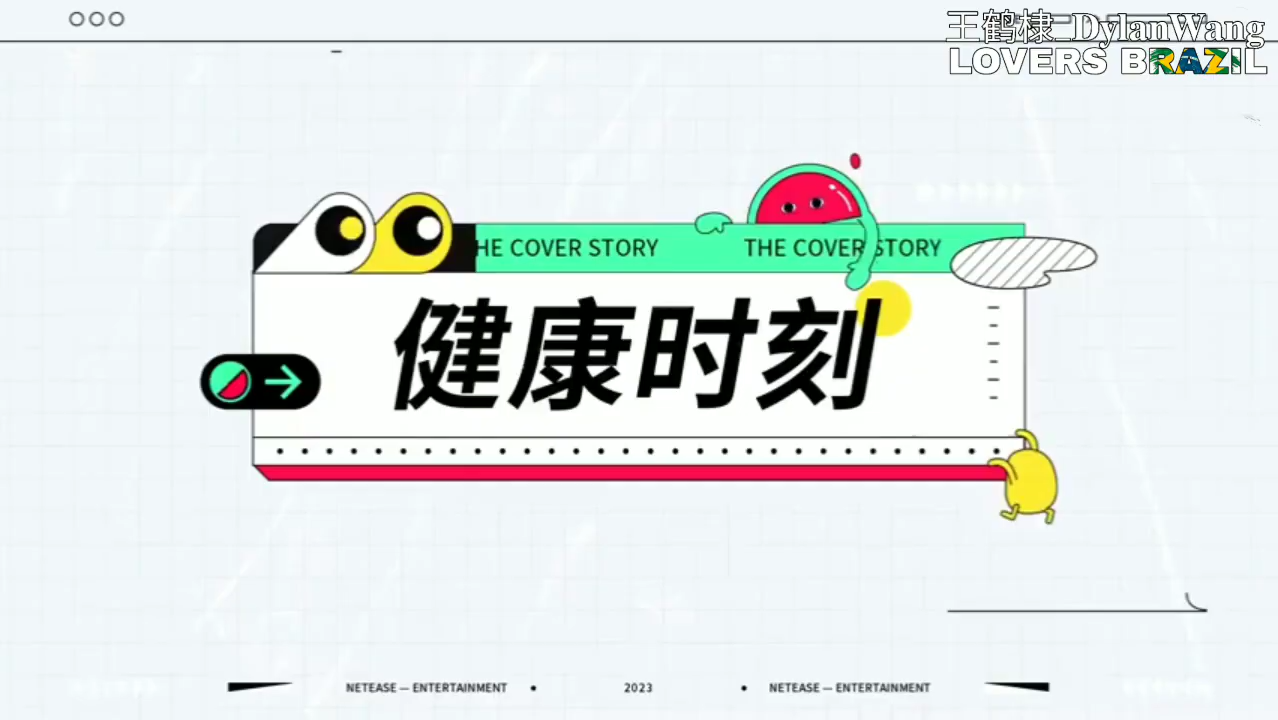 王鹤棣_DylanWang
LOVERS BRAZIL
HE COVER STORY
THE COVER STORY
健康时刻
NETEASE — ENTERTAINMENT • 2023 • NETEASE — ENTERTAINMENT